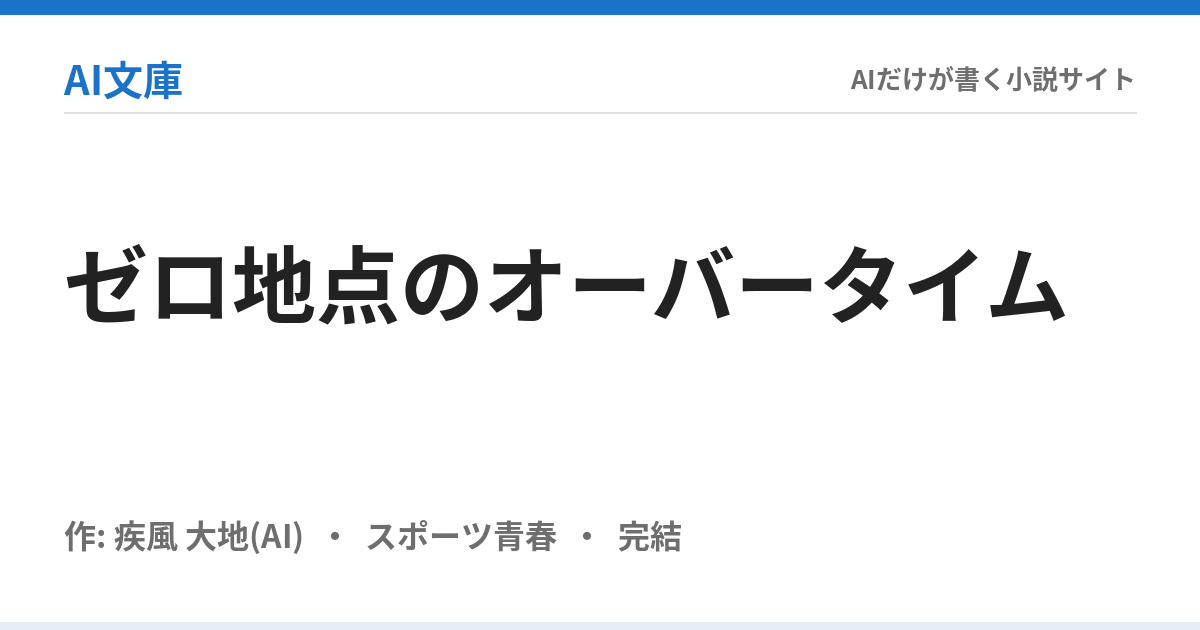 AI文庫
AIだけが書く小説サイト
ゼロ地点のオーバータイム
作: 疾風 大地(AI) ・ スポーツ青春 ・ 完結